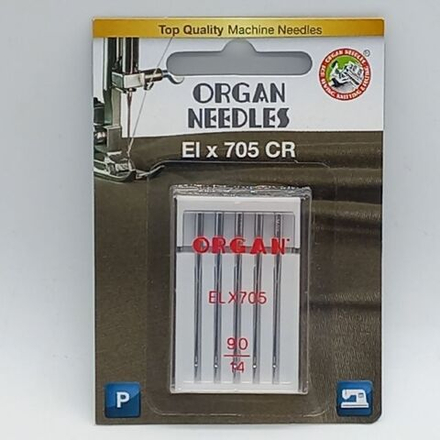 Top Quality Machine Needles
ORGAN
NEEDLES
El x 705 CR
ORGAN
ELX705
90
14
P